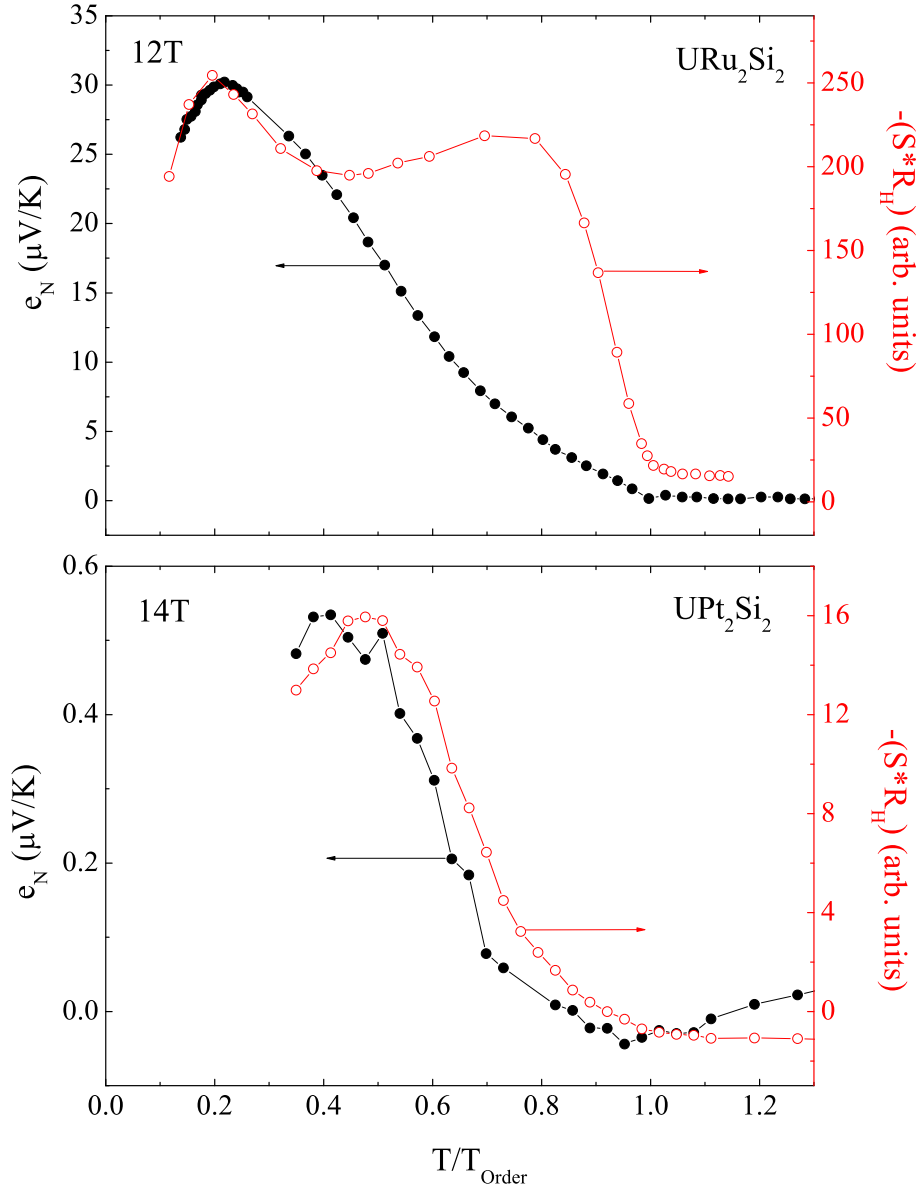 12T
URu₂Si₂
35
30
25
20
15
10
5
0
e_N (μV/K)
250
200
150
100
50
0
-(S*R_H) (arb. units)
14T
UPt₂Si₂
0.6
0.4
0.2
0.0
e_N (μV/K)
16
12
8
4
0
-(S*R_H) (arb. units)
0.0 0.2 0.4 0.6 0.8 1.0 1.2
T/T_Order